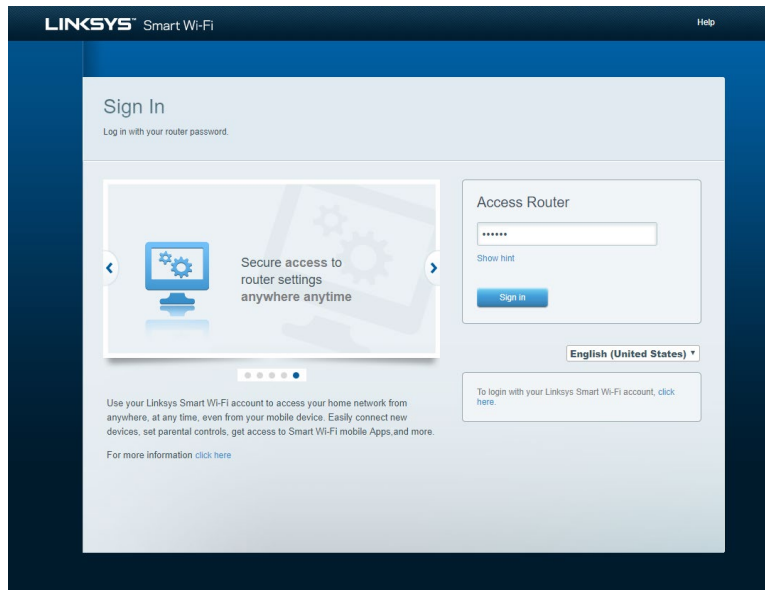 LINKSYS™ Smart Wi-Fi
Help
Sign In
Log in with your router password.
Secure access to
router settings
anywhere anytime
Use your Linksys Smart Wi-Fi account to access your home network from
anywhere, at any time, even from your mobile device. Easily connect new
devices, set parental controls, get access to Smart Wi-Fi mobile Apps,and more.
For more information click here
Access Router
••••••
Show hint
Sign in
English (United States)
To login with your Linksys Smart Wi-Fi account, click
here.